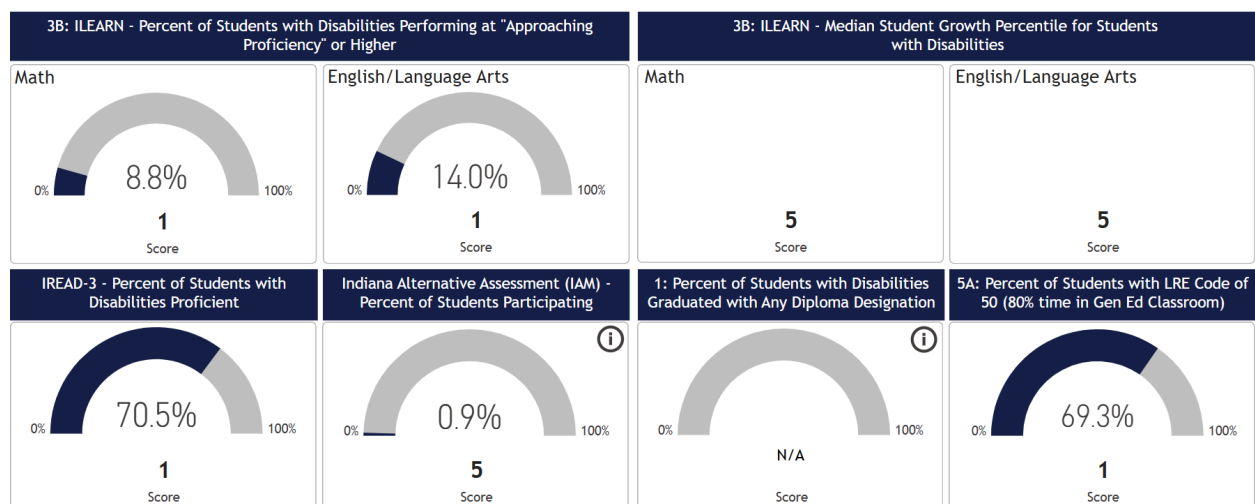 3B: ILEARN - Percent of Students with Disabilities Performing at "Approaching
Proficiency" or Higher
3B: ILEARN - Median Student Growth Percentile for Students
with Disabilities
Math
English/Language Arts
Math
English/Language Arts
0%
8.8%
100%
0%
14.0%
100%
1
Score
1
Score
5
Score
5
Score
IREAD-3 - Percent of Students with
Disabilities Proficient
Indiana Alternative Assessment (IAM) -
Percent of Students Participating
1: Percent of Students with Disabilities
Graduated with Any Diploma Designation
5A: Percent of Students with LRE Code of
50 (80% time in Gen Ed Classroom)
0%
70.5%
100%
1
Score
i
0%
0.9%
100%
5
Score
i
0%
100%
N/A
Score
0%
69.3%
100%
1
Score